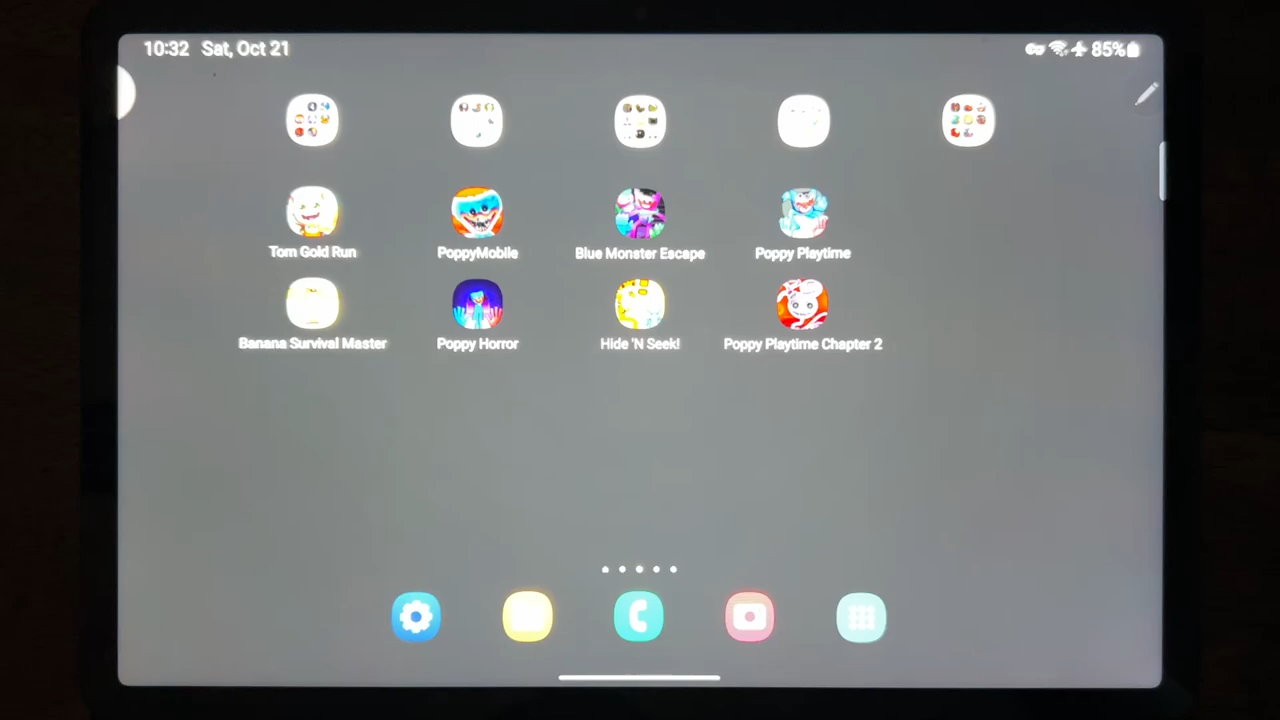 10:32 Sat, Oct 21 85%
Tom Gold Run PoppyMobile Blue Monster Escape Poppy Playtime
Banana Survival Master Poppy Horror Hide 'N Seek! Poppy Playtime Chapter 2